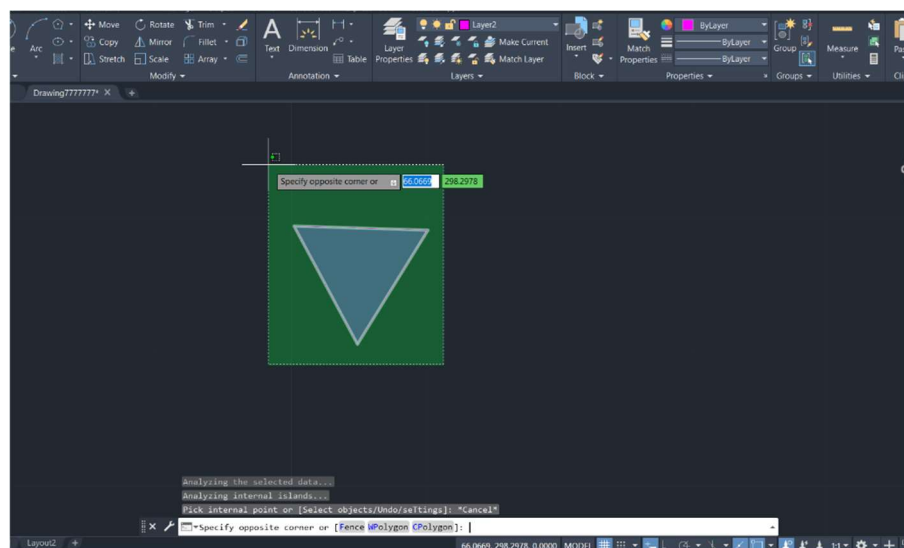 Move Rotate Trim Layer2 ByLayer
Arc Copy Mirror Fillet Text Dimension Layer Properties Make Current Insert Match Properties ByLayer Group Measure
Stretch Scale Array Table Match Layer ByLayer
Modify Annotation Layers Block Properties Groups Utilities
Drawing7777777* × +
Specify opposite corner or 66.0669 298.2978
Analyzing the selected data...
Analyzing internal islands...
Pick internal point or [Select objects/Undo/seTtings]: *Cancel*
Specify opposite corner or [Fence WPolygon CPolygon]:
Layout2 + 66.0669, 298.2978, 0.0000 MODEL 1:1